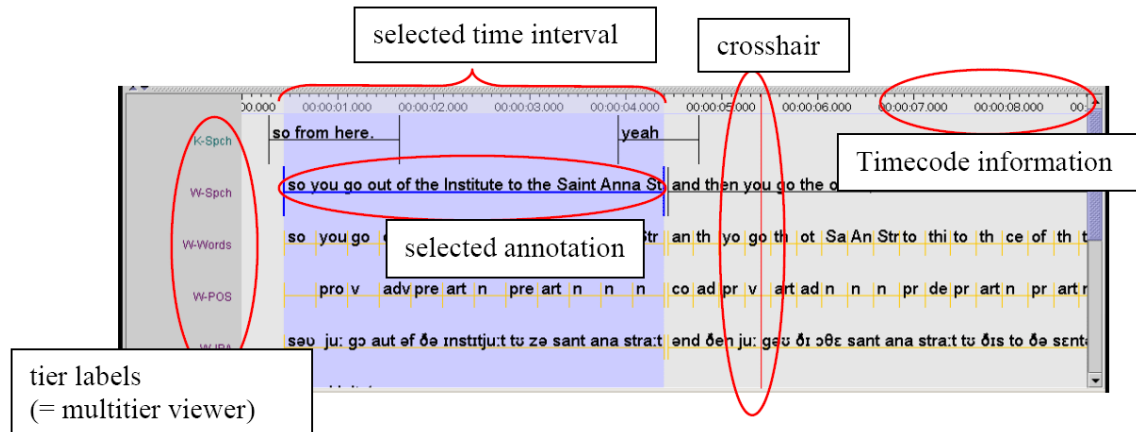 selected time interval
crosshair
00.000 00:00:01.000 00:00:02.000 00:00:03.000 00:00:04.000 00:00:05.000 00:00:06.000 00:00:07.000 00:00:08.000 00:
K-Spch so from here. yeah
Timecode information
W-Spch so you go out of the Institute to the Saint Anna St and then you go the o
W-Words so you go Str an th yo go th ot Sa An Str to thi to th ce of th t
selected annotation
W-POS pro v adv pre art n pre art n n n co ad pr v art ad n n n pr de pr art n pr art n
W-IPA səʊ ju: gɔ aut əf ðə ɪnstɪtju:t tʊ zə sant ana stra:t ənd ðen ju: gəʊ ðɪ ɔθɛ sant ana stra:t tʊ ðɪs to ðə sɛntə
tier labels
(= multitier viewer)